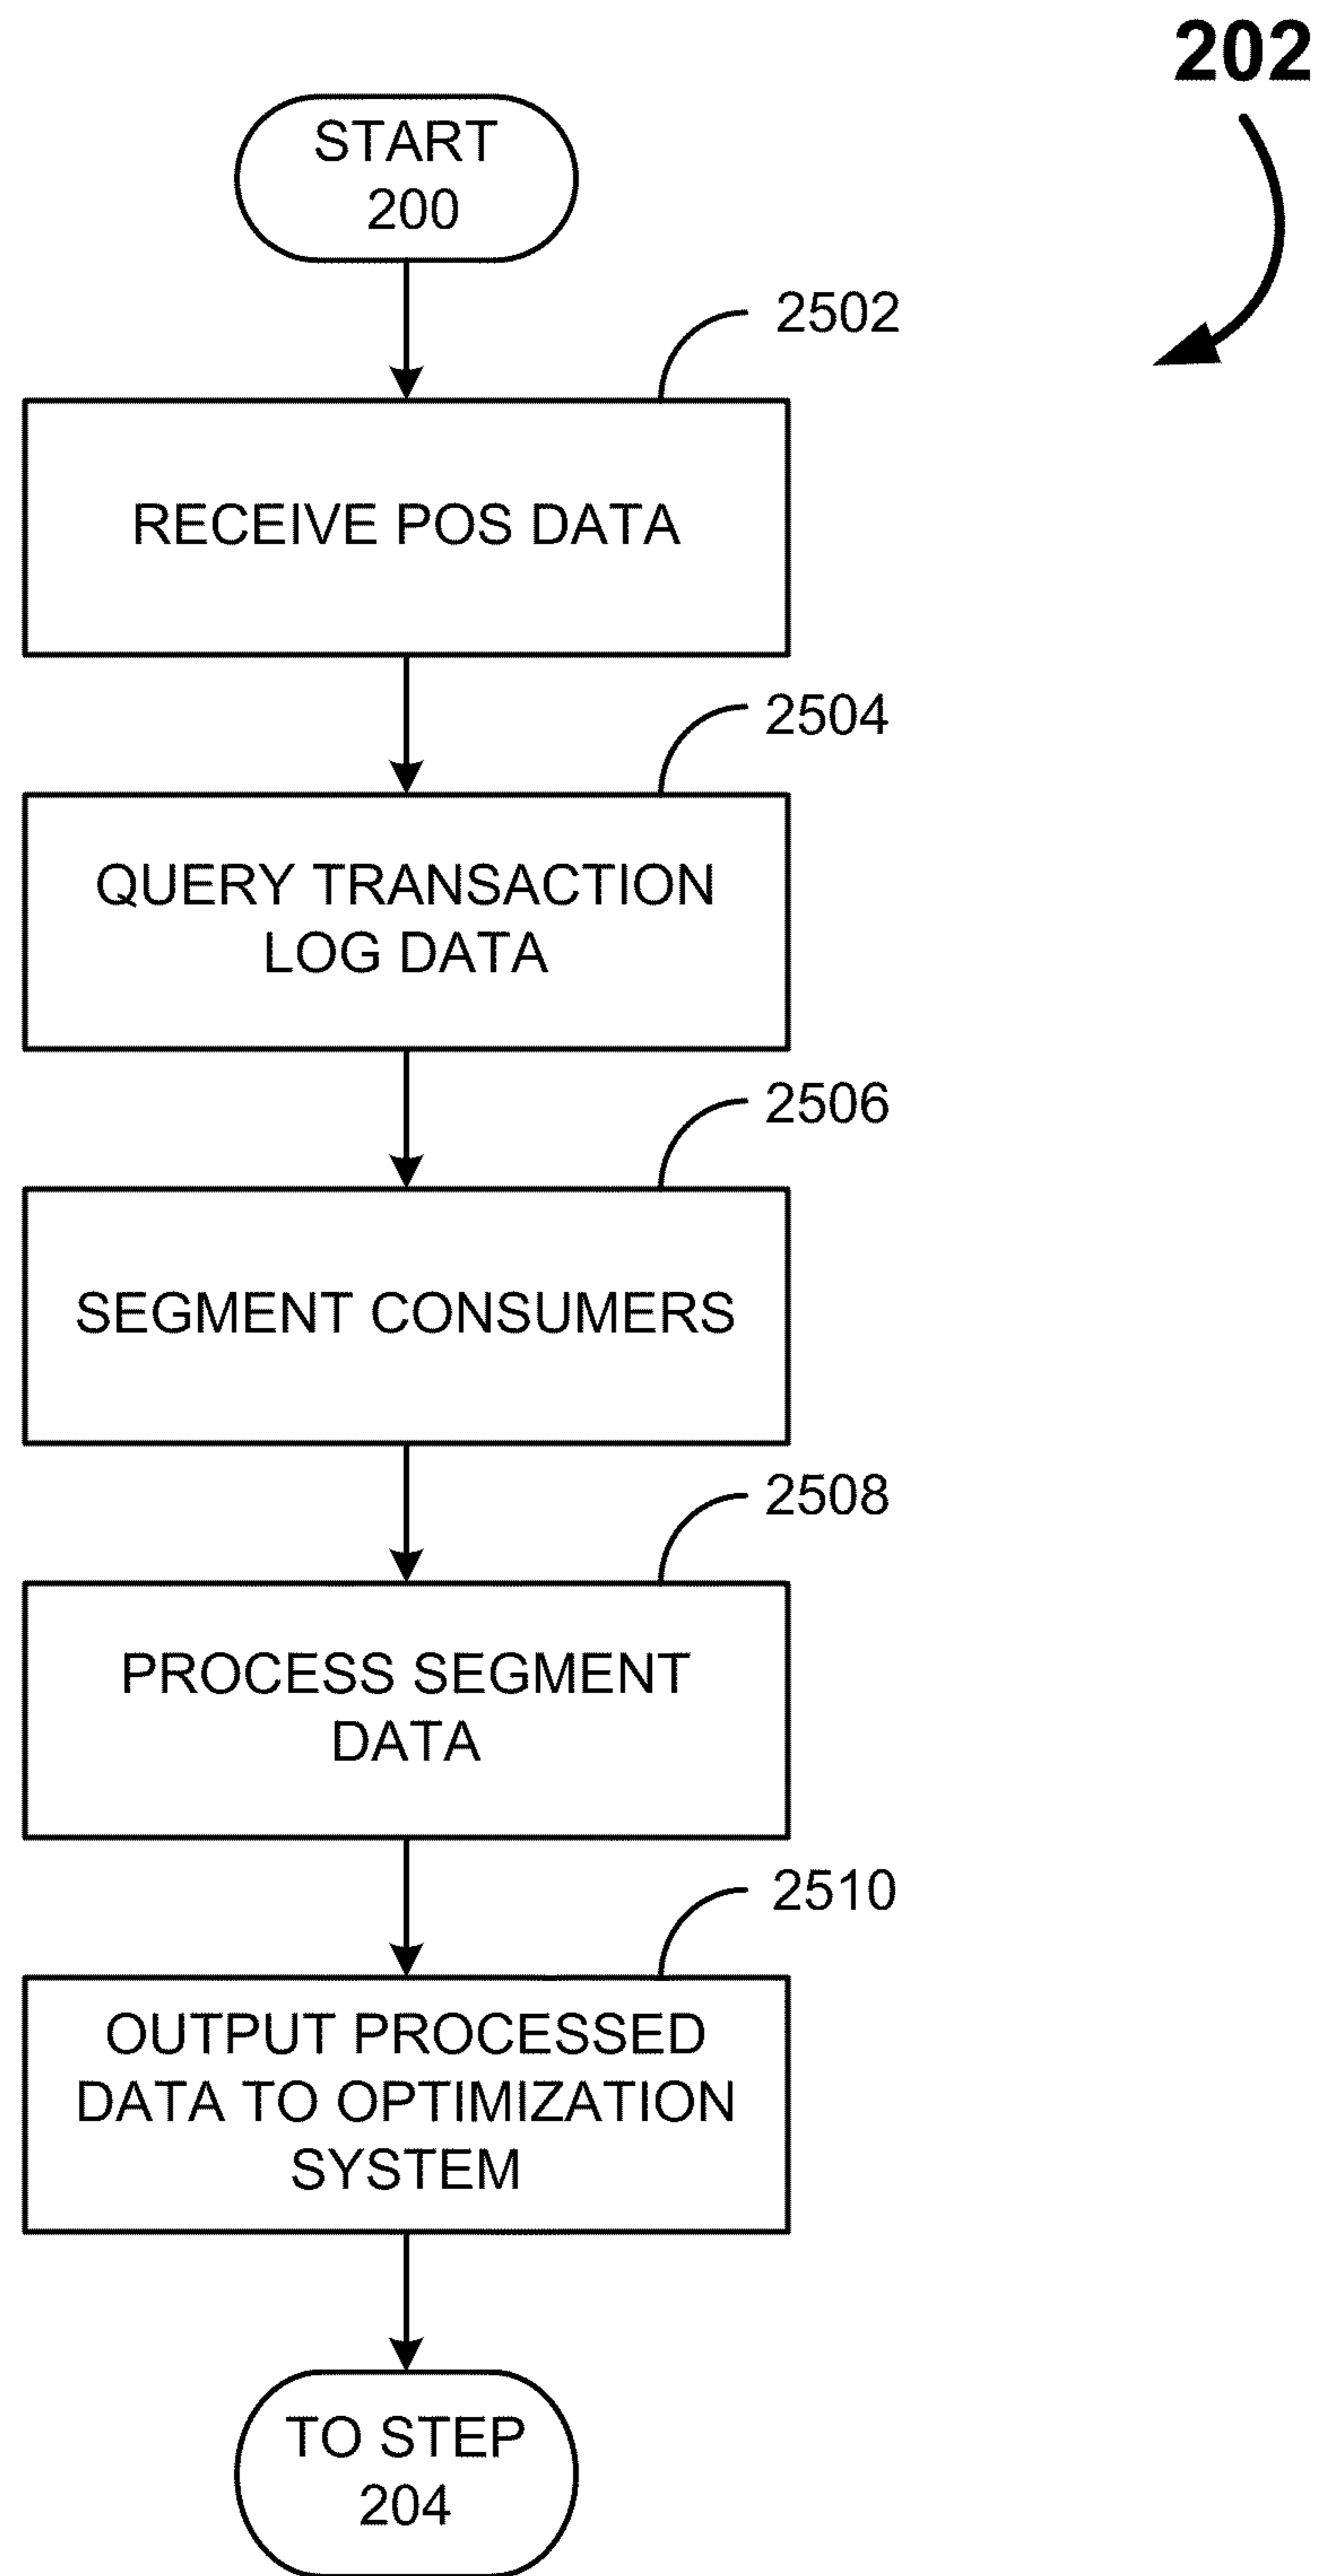 202
START
200
2502
RECEIVE POS DATA
2504
QUERY TRANSACTION
LOG DATA
2506
SEGMENT CONSUMERS
2508
PROCESS SEGMENT
DATA
2510
OUTPUT PROCESSED
DATA TO OPTIMIZATION
SYSTEM
TO STEP
204